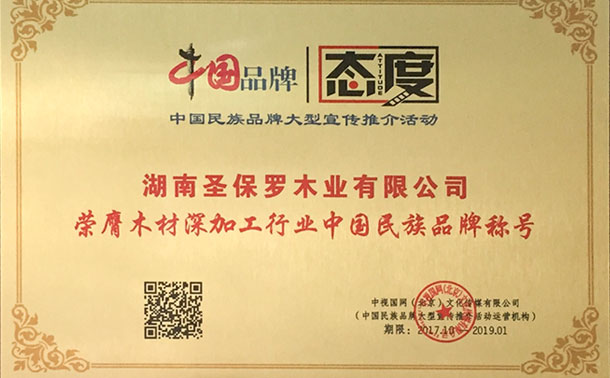 中国品牌 态度
ATTITUDE
中国民族品牌大型宣传推介活动
湖南圣保罗木业有限公司
荣膺木材深加工行业中国民族品牌称号
中视国网（北京）文化传媒有限公司
（中国民族品牌大型宣传推介活动运营机构）
期限：2017.10—2019.01